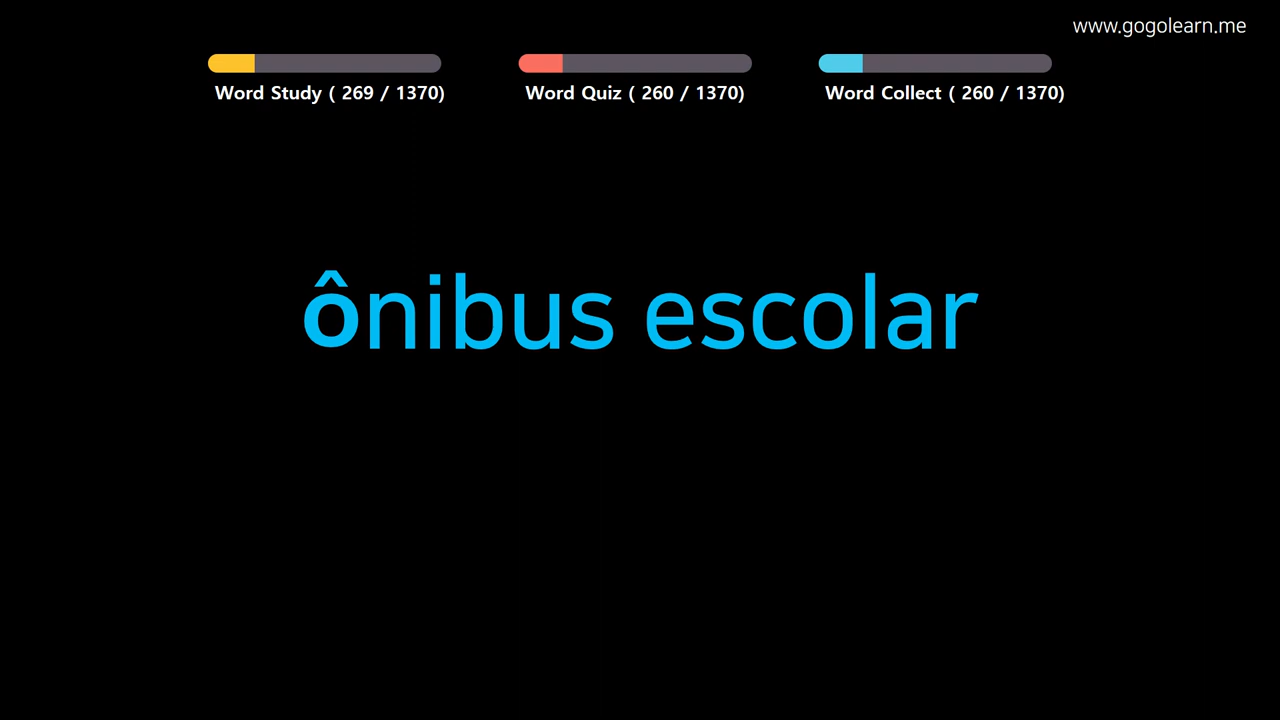 www.gogolearn.me
Word Study ( 269 / 1370)
Word Quiz ( 260 / 1370)
Word Collect ( 260 / 1370)
ônibus escolar